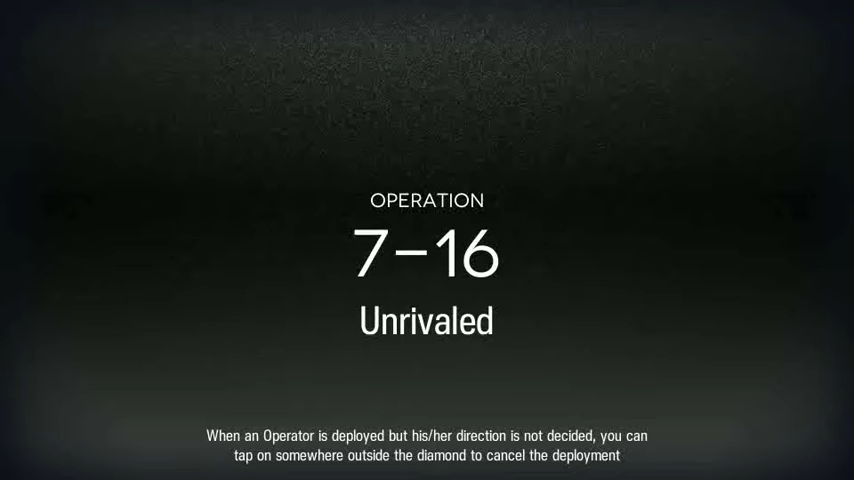 OPERATION
7-16
Unrivaled
When an Operator is deployed but his/her direction is not decided, you can
tap on somewhere outside the diamond to cancel the deployment